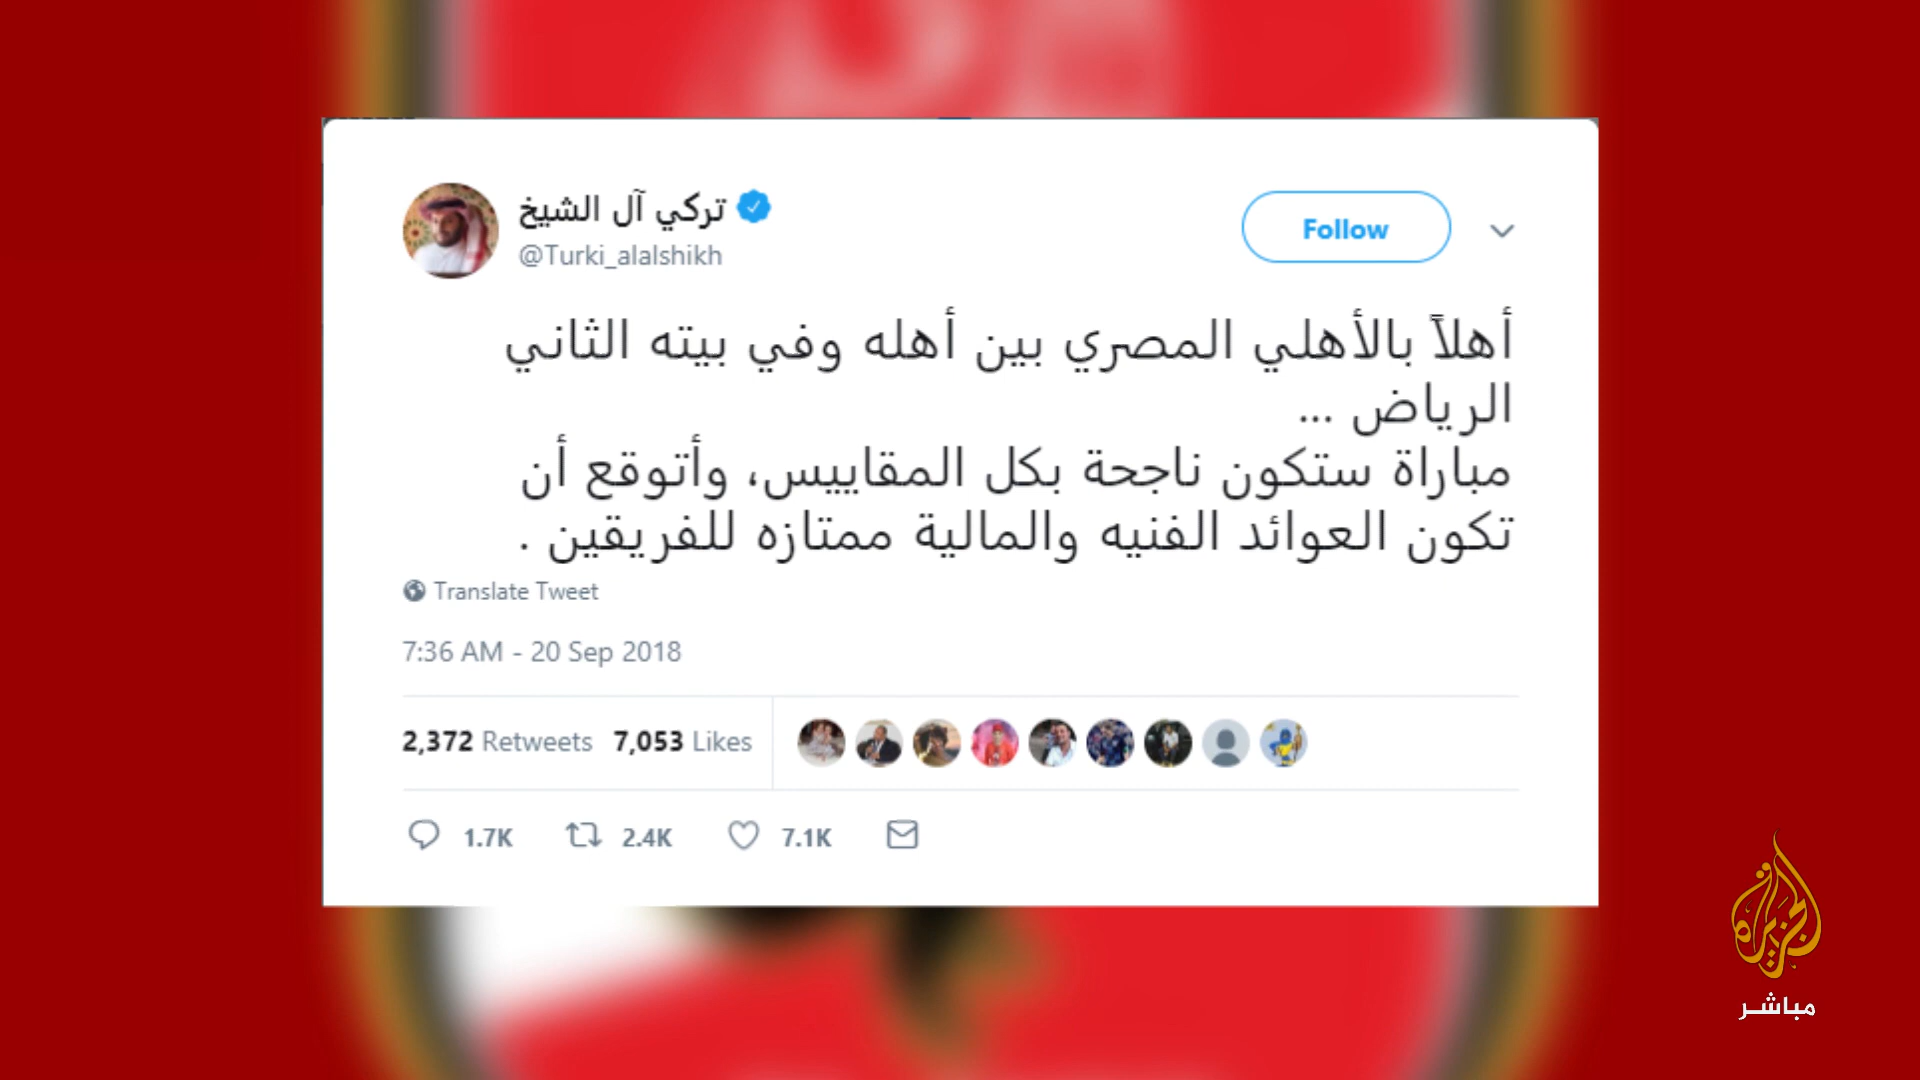 تركي آل الشيخ
@Turki_alalshikh
Follow
أهلاً بالأهلي المصري بين أهله وفي بيته الثاني
الرياض ...
مباراة ستكون ناجحة بكل المقاييس، وأتوقع أن
تكون العوائد الفنيه والمالية ممتازه للفريقين .
Translate Tweet
7:36 AM - 20 Sep 2018
2,372 Retweets 7,053 Likes
1.7K 2.4K 7.1K
الجزيرة
مباشر